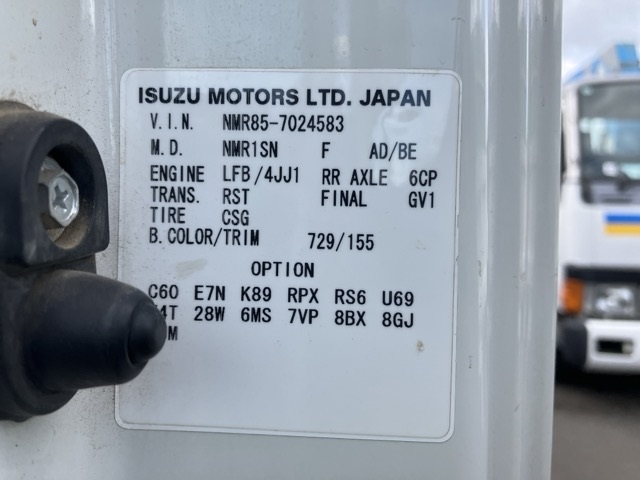 ISUZU MOTORS LTD. JAPAN
V.I.N. NMR85-7024583
M.D. NMR1SN F AD/BE
ENGINE LFB/4JJ1 RR AXLE 6CP
TRANS. RST FINAL GV1
TIRE CSG
B.COLOR/TRIM 729/155
OPTION
C60 E7N K89 RPX RS6 U69
28W 6MS 7VP 8BX 8GJ